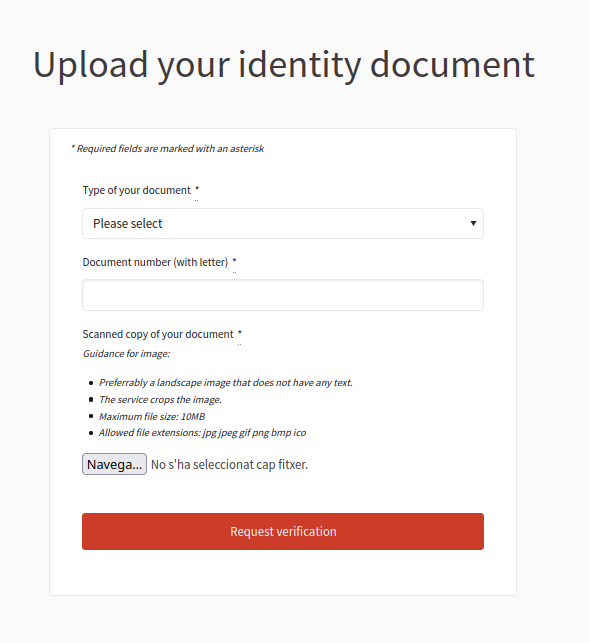 Upload your identity document
* Required fields are marked with an asterisk
Type of your document *
Please select
Document number (with letter) *
Scanned copy of your document *
Guidance for image:
Preferrably a landscape image that does not have any text.
The service crops the image.
Maximum file size: 10MB
Allowed file extensions: jpg jpeg gif png bmp ico
Navega... No s'ha seleccionat cap fitxer.
Request verification